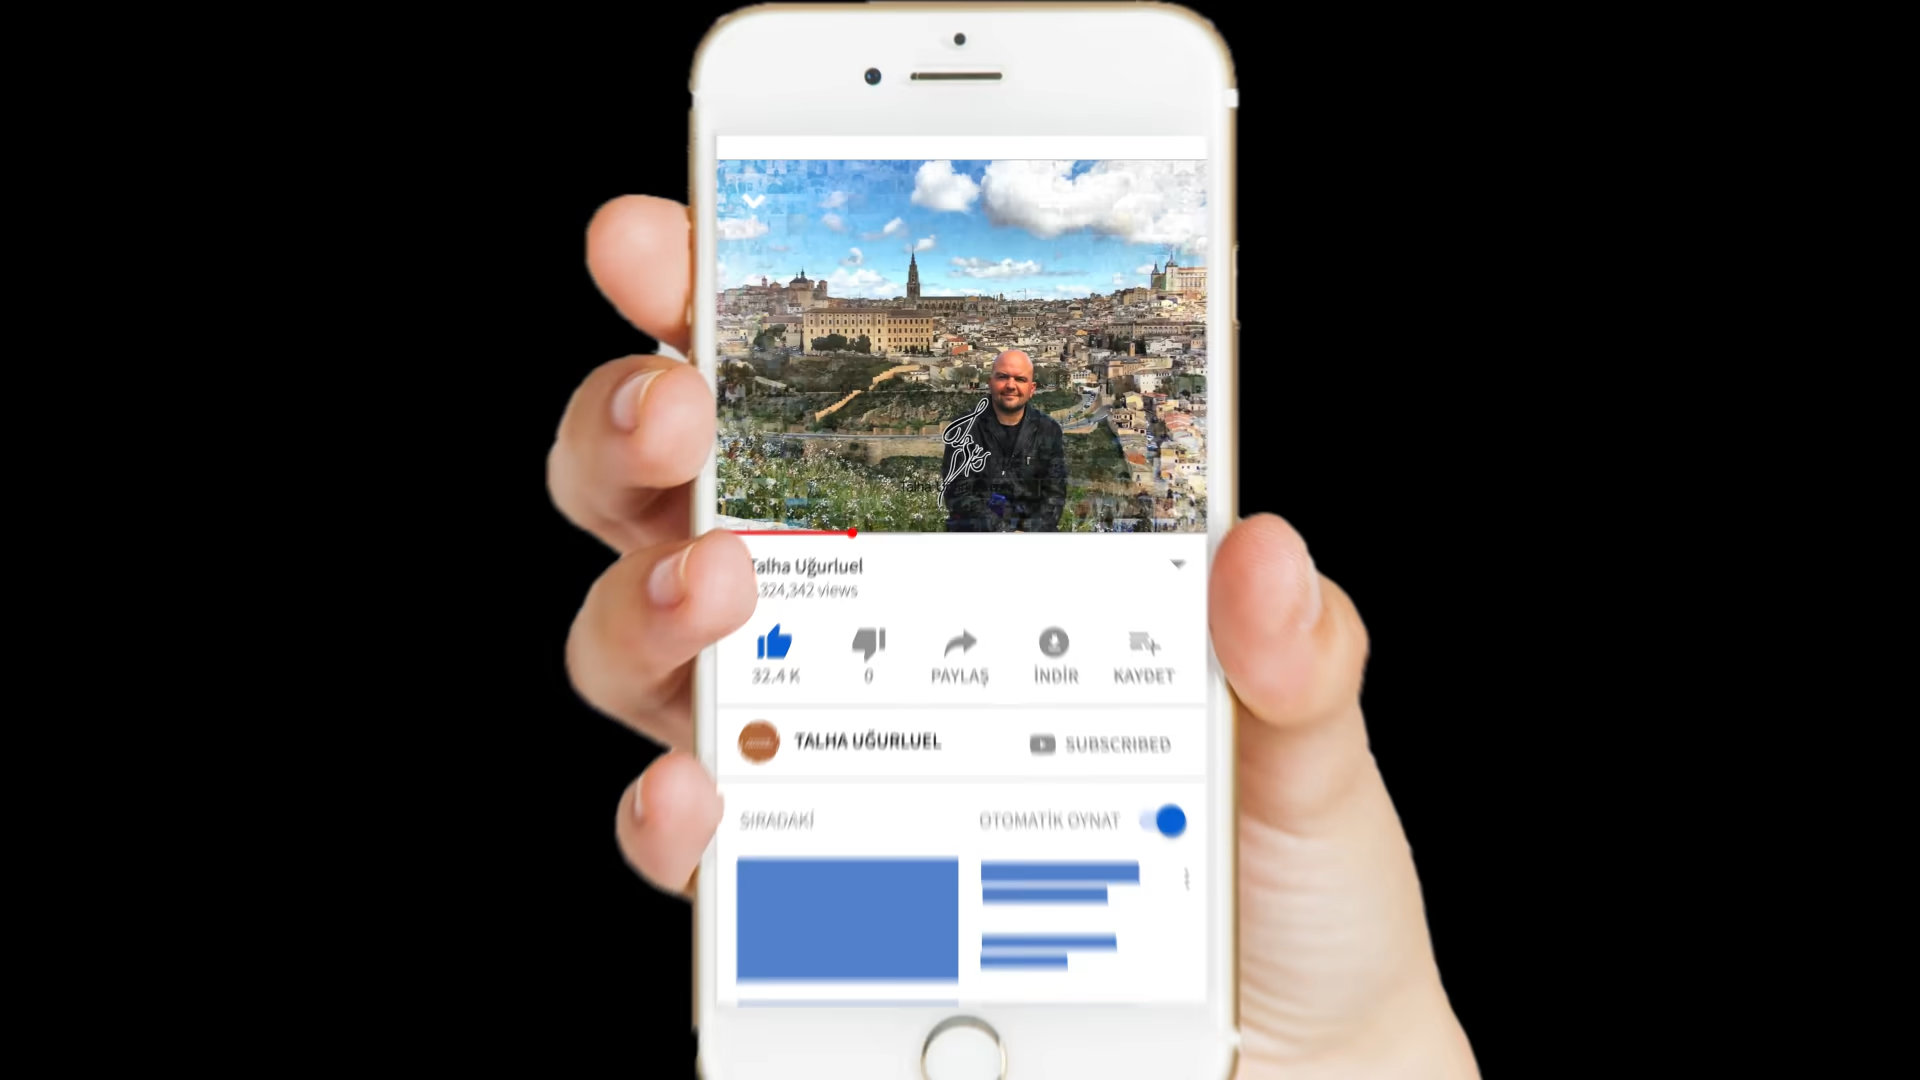 Talha Uğurluel
,324,342 views
32.4 K
0
PAYLAŞ
İNDİR
KAYDET
TALHA UĞURLUEL
SUBSCRIBED
SIRADAKİ
OTOMATİK OYNAT